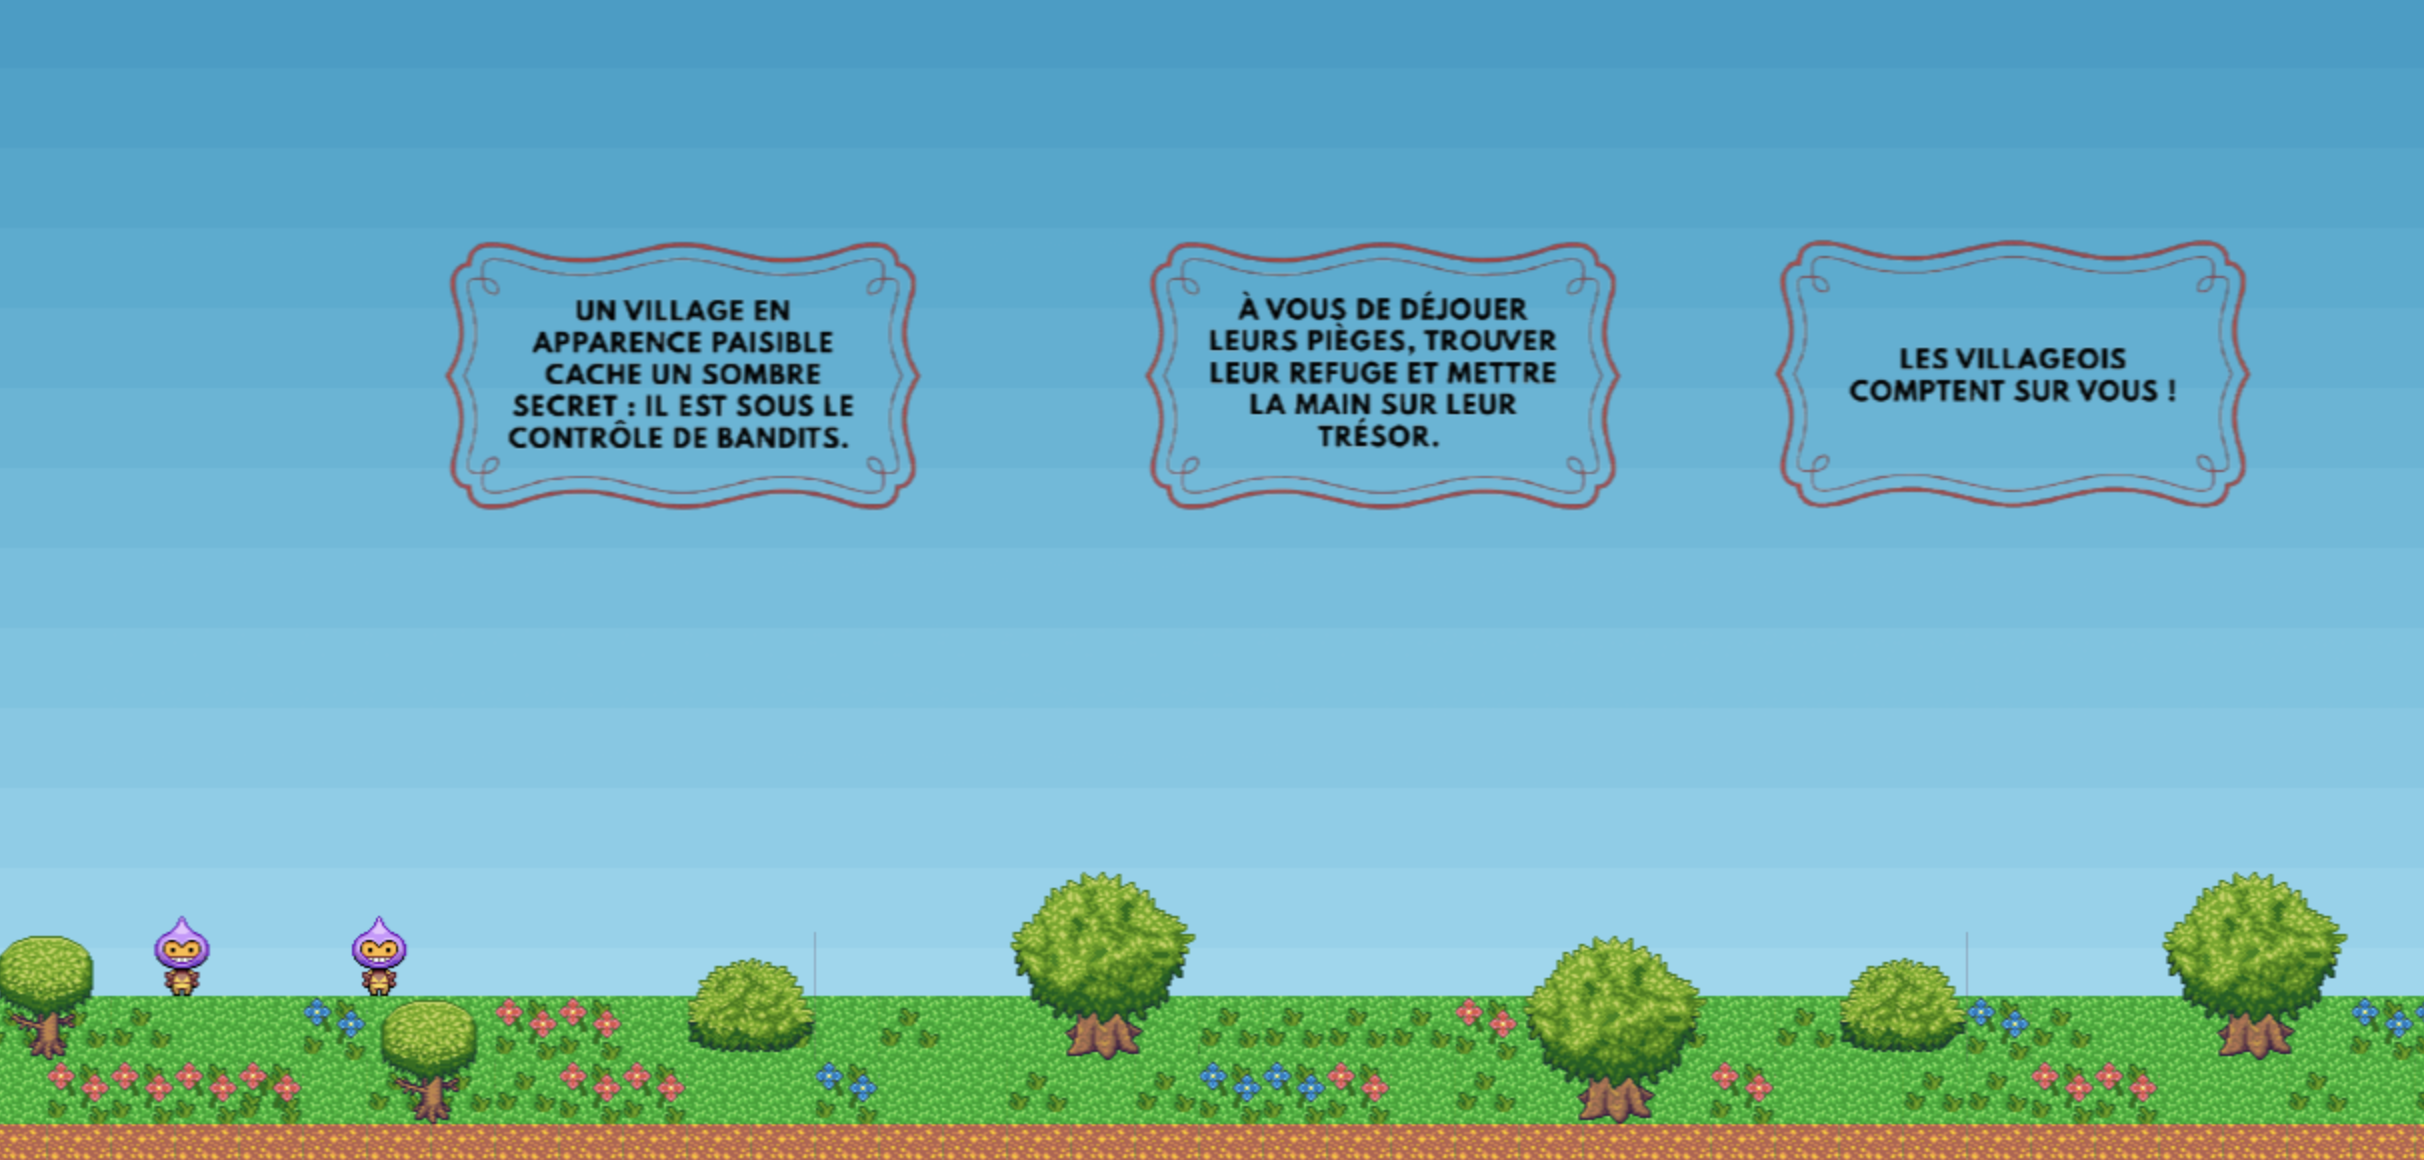 UN VILLAGE EN
APPARENCE PAISIBLE
CACHE UN SOMBRE
SECRET : IL EST SOUS LE
CONTRÔLE DE BANDITS.
À VOUS DE DÉJOUER
LEURS PIÈGES, TROUVER
LEUR REFUGE ET METTRE
LA MAIN SUR LEUR
TRÉSOR.
LES VILLAGEOIS
COMPTENT SUR VOUS !